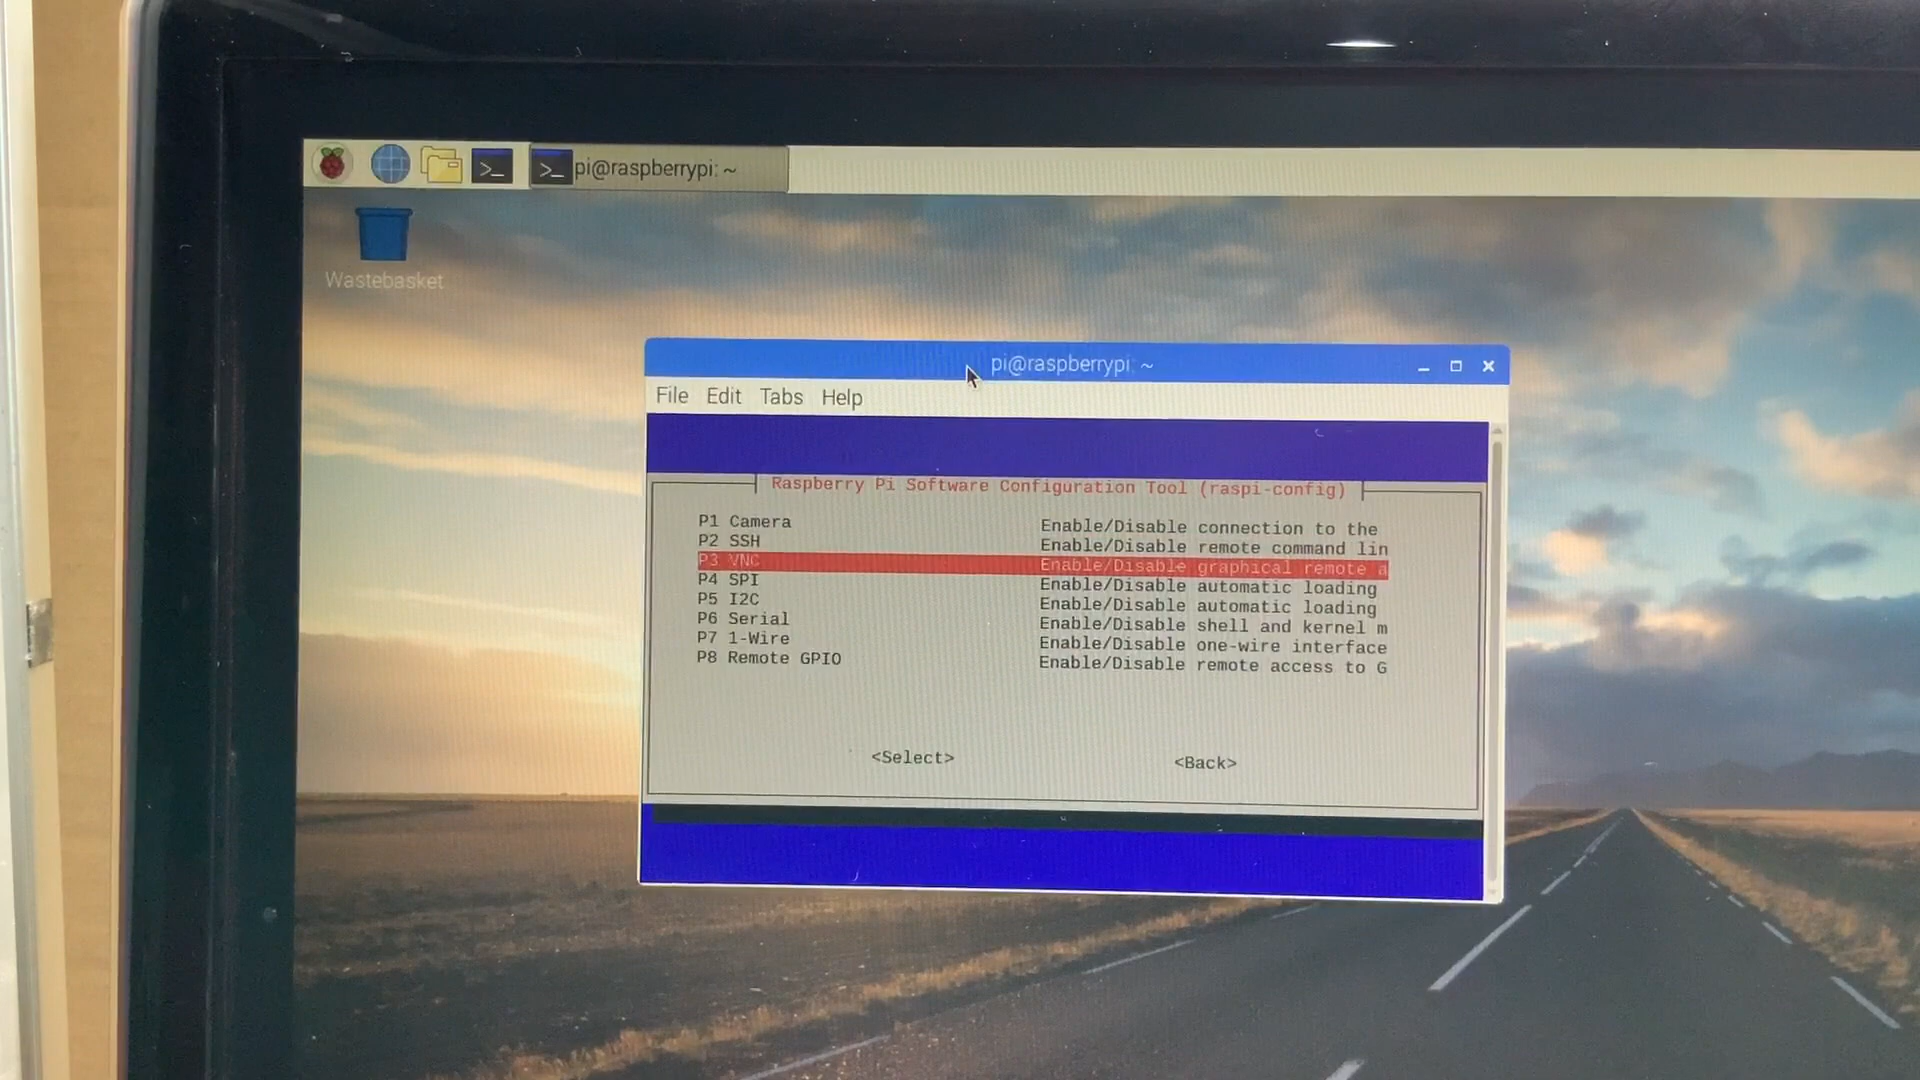 pi@raspberrypi: ~
Wastebasket
pi@raspberrypi: ~
File Edit Tabs Help
Raspberry Pi Software Configuration Tool (raspi-config)
P1 Camera Enable/Disable connection to the
P2 SSH Enable/Disable remote command lin
P3 VNC Enable/Disable graphical remote a
P4 SPI Enable/Disable automatic loading
P5 I2C Enable/Disable automatic loading
P6 Serial Enable/Disable shell and kernel m
P7 1-Wire Enable/Disable one-wire interface
P8 Remote GPIO Enable/Disable remote access to G
<Select> <Back>